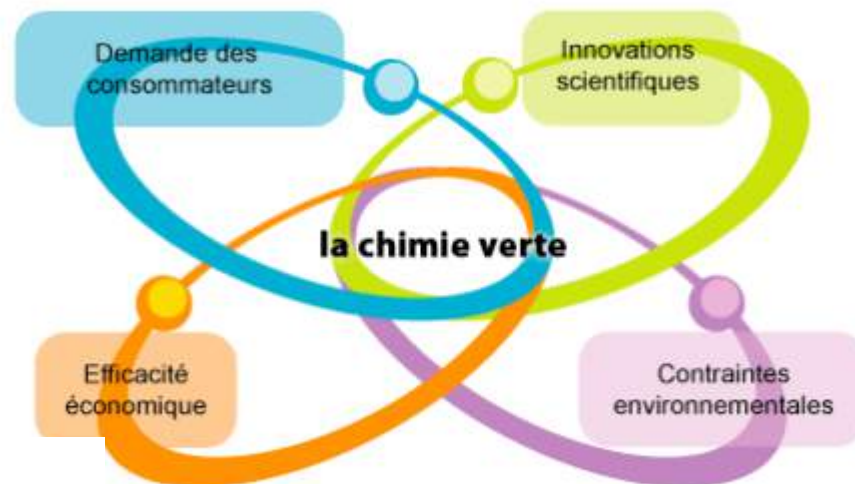 Demande des
consommateurs
Innovations
scientifiques
la chimie verte
Efficacité
économique
Contraintes
environnementales